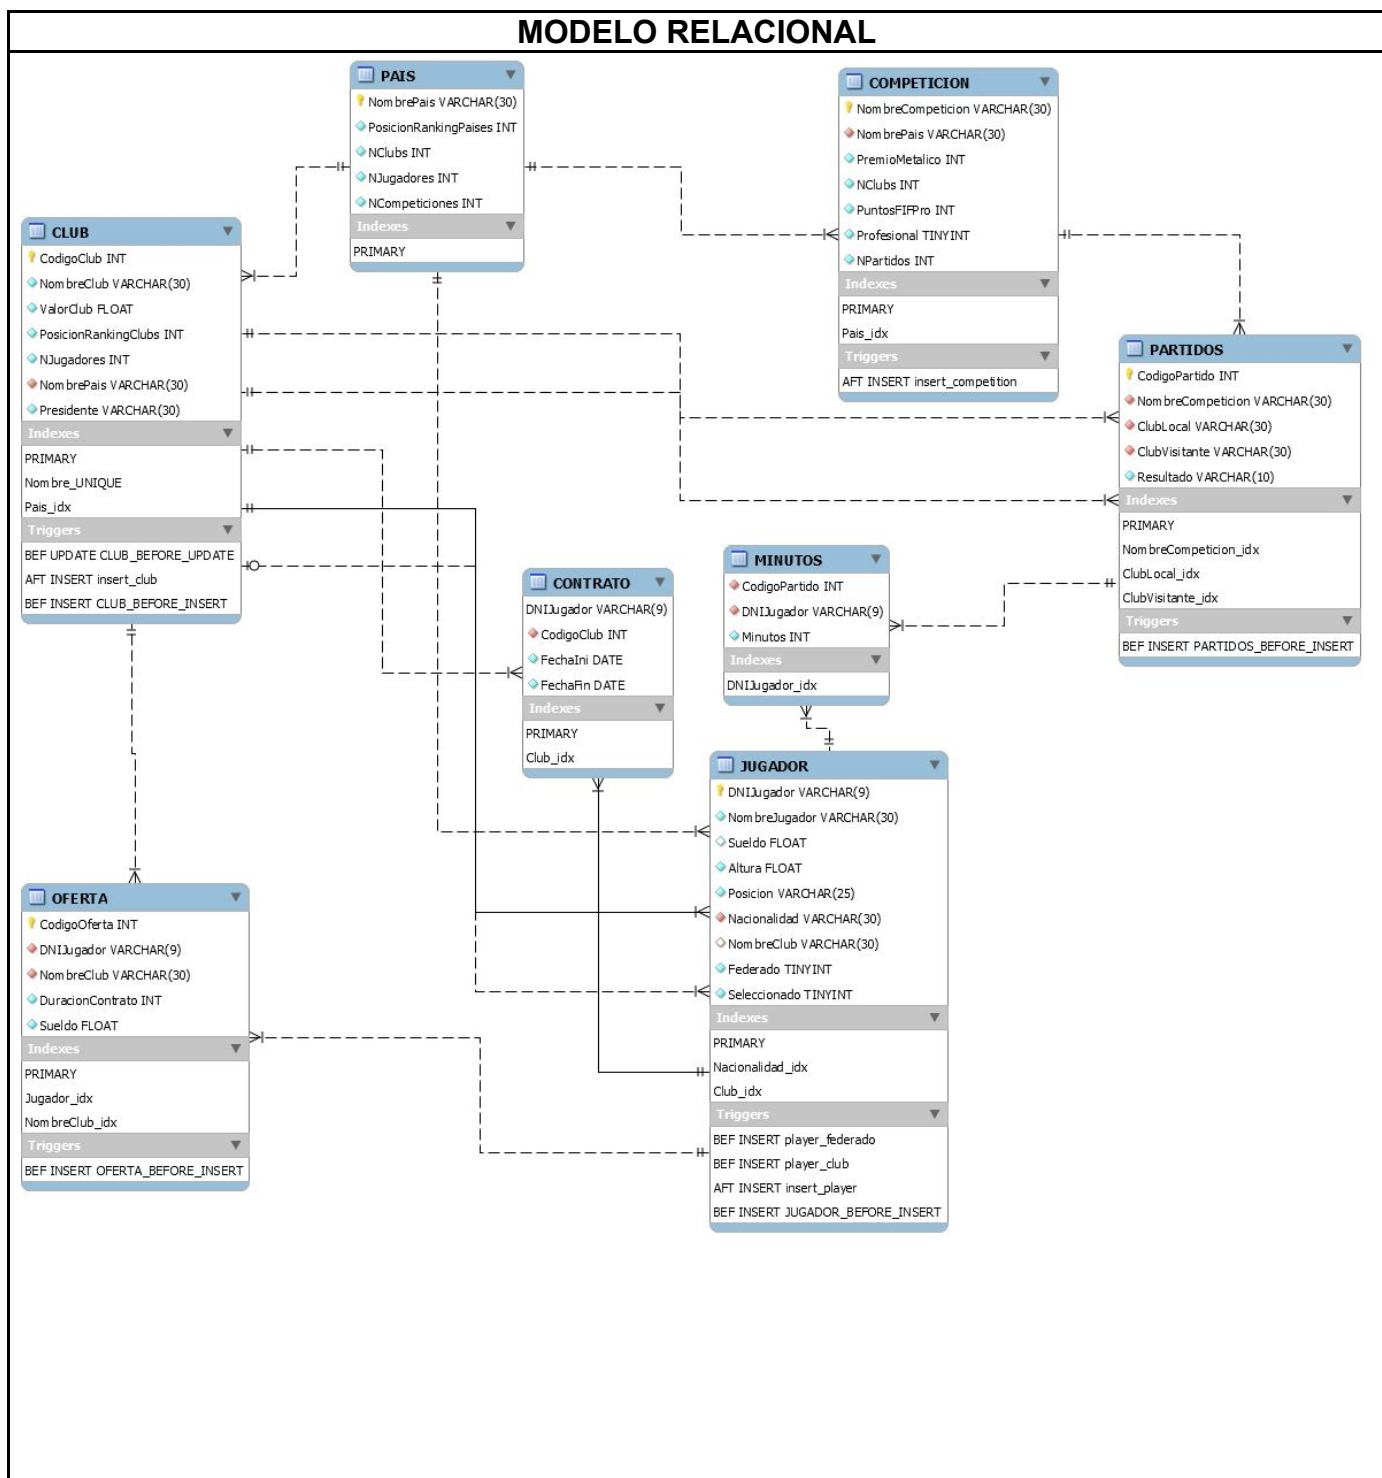 MODELO RELACIONAL
PAIS
NombrePais VARCHAR(30)
PosicionRankingPaises INT
NClubs INT
NJugadores INT
NCompeticiones INT
Indexes
PRIMARY
COMPETICION
NombreCompeticion VARCHAR(30)
NombrePais VARCHAR(30)
PremioMetalico INT
NClubs INT
PuntosFIFPro INT
Profesional TINYINT
NPartidos INT
Indexes
PRIMARY
Pais_idx
Triggers
AFT INSERT insert_competition
CLUB
CodigoClub INT
NombreClub VARCHAR(30)
ValorClub FLOAT
PosicionRankingClubs INT
NJugadores INT
NombrePais VARCHAR(30)
Presidente VARCHAR(30)
Indexes
PRIMARY
Nombre_UNIQUE
Pais_idx
Triggers
BEF UPDATE CLUB_BEFORE_UPDATE
AFT INSERT insert_club
BEF INSERT CLUB_BEFORE_INSERT
PARTIDOS
CodigoPartido INT
NombreCompeticion VARCHAR(30)
ClubLocal VARCHAR(30)
ClubVisitante VARCHAR(30)
Resultado VARCHAR(10)
Indexes
PRIMARY
NombreCompeticion_idx
ClubLocal_idx
ClubVisitante_idx
Triggers
BEF INSERT PARTIDOS_BEFORE_INSERT
MINUTOS
CodigoPartido INT
DNIJugador VARCHAR(9)
Minutos INT
Indexes
DNIJugador_idx
CONTRATO
DNIJugador VARCHAR(9)
CodigoClub INT
FechaIni DATE
FechaFin DATE
Indexes
PRIMARY
Club_idx
JUGADOR
DNIJugador VARCHAR(9)
NombreJugador VARCHAR(30)
Sueldo FLOAT
Altura FLOAT
Posicion VARCHAR(25)
Nacionalidad VARCHAR(30)
NombreClub VARCHAR(30)
Federado TINYINT
Seleccionado TINYINT
Indexes
PRIMARY
Nacionalidad_idx
Club_idx
Triggers
BEF INSERT player_federado
BEF INSERT player_club
AFT INSERT insert_player
BEF INSERT JUGADOR_BEFORE_INSERT
OFERTA
CodigoOferta INT
DNIJugador VARCHAR(9)
NombreClub VARCHAR(30)
DuracionContrato INT
Sueldo FLOAT
Indexes
PRIMARY
Jugador_idx
NombreClub_idx
Triggers
BEF INSERT OFERTA_BEFORE_INSERT